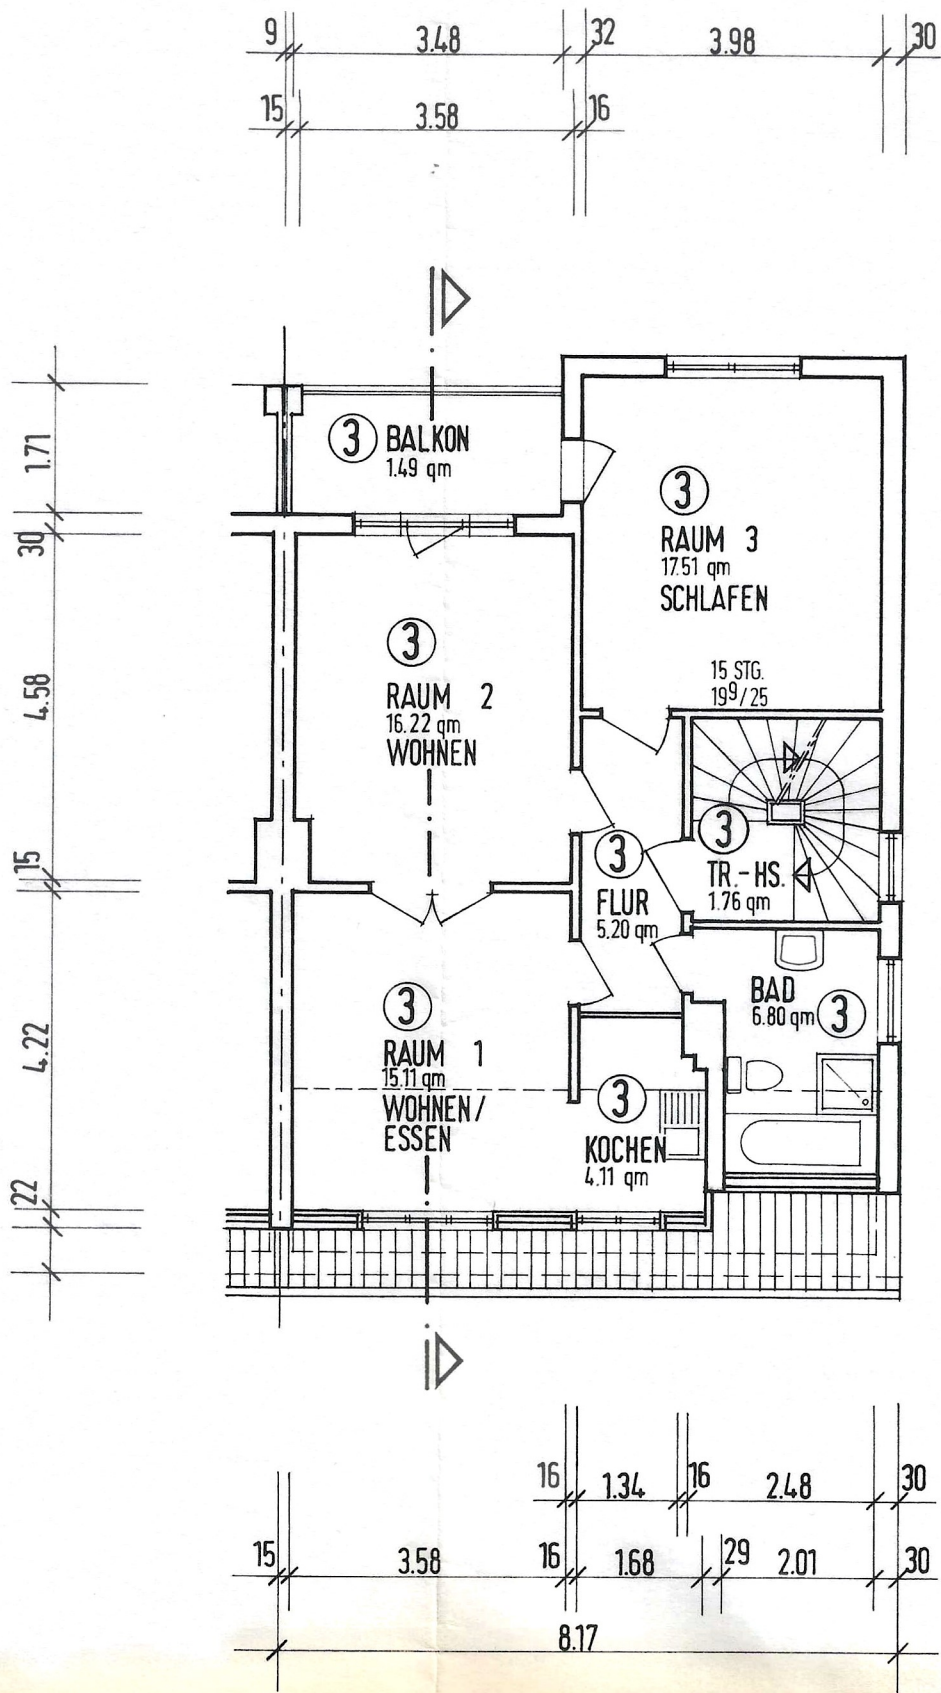 9 3.48 32 3.98 30
15 3.58 16
1.71
30
4.58
15
4.22
22
3 BALKON
1.49 qm
3
RAUM 3
17.51 qm
SCHLAFEN
15 STG.
19⁹/25
3
RAUM 2
16.22 qm
WOHNEN
3
TR.-HS.
1.76 qm
3
FLUR
5.20 qm
BAD
6.80 qm 3
3
RAUM 1
15.11 qm
WOHNEN/
ESSEN
3
KOCHEN
4.11 qm
16 1.34 16 2.48 30
15 3.58 16 1.68 29 2.01 30
8.17